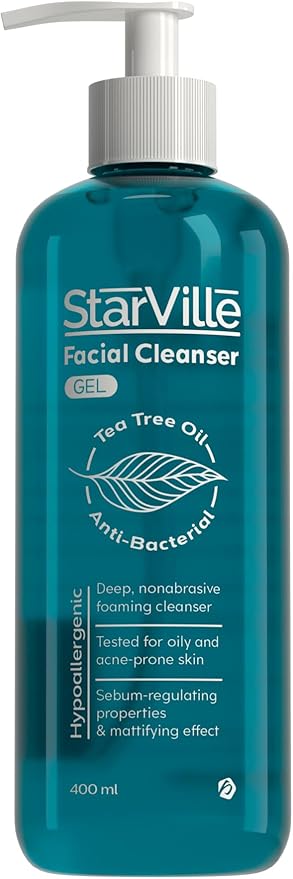 StarVille
Facial Cleanser
GEL
Tea Tree Oil
Anti-Bacterial
Hypoallergenic
Deep, nonabrasive
foaming cleanser
Tested for oily and
acne-prone skin
Sebum-regulating
properties
& mattifying effect
400 ml